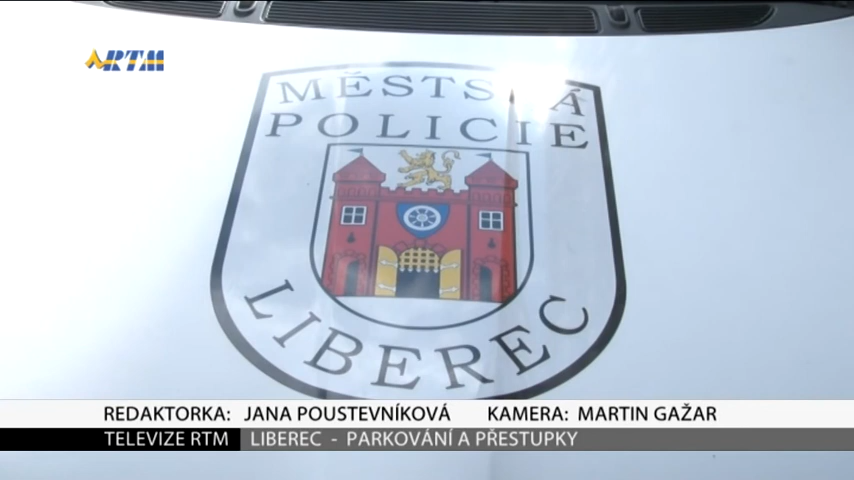 RTM
MĚSTSKÁ
POLICIE
LIBEREC
REDAKTORKA: JANA POUSTEVNÍKOVÁ KAMERA: MARTIN GAŽAR
TELEVIZE RTM LIBEREC - PARKOVÁNÍ A PŘESTUPKY